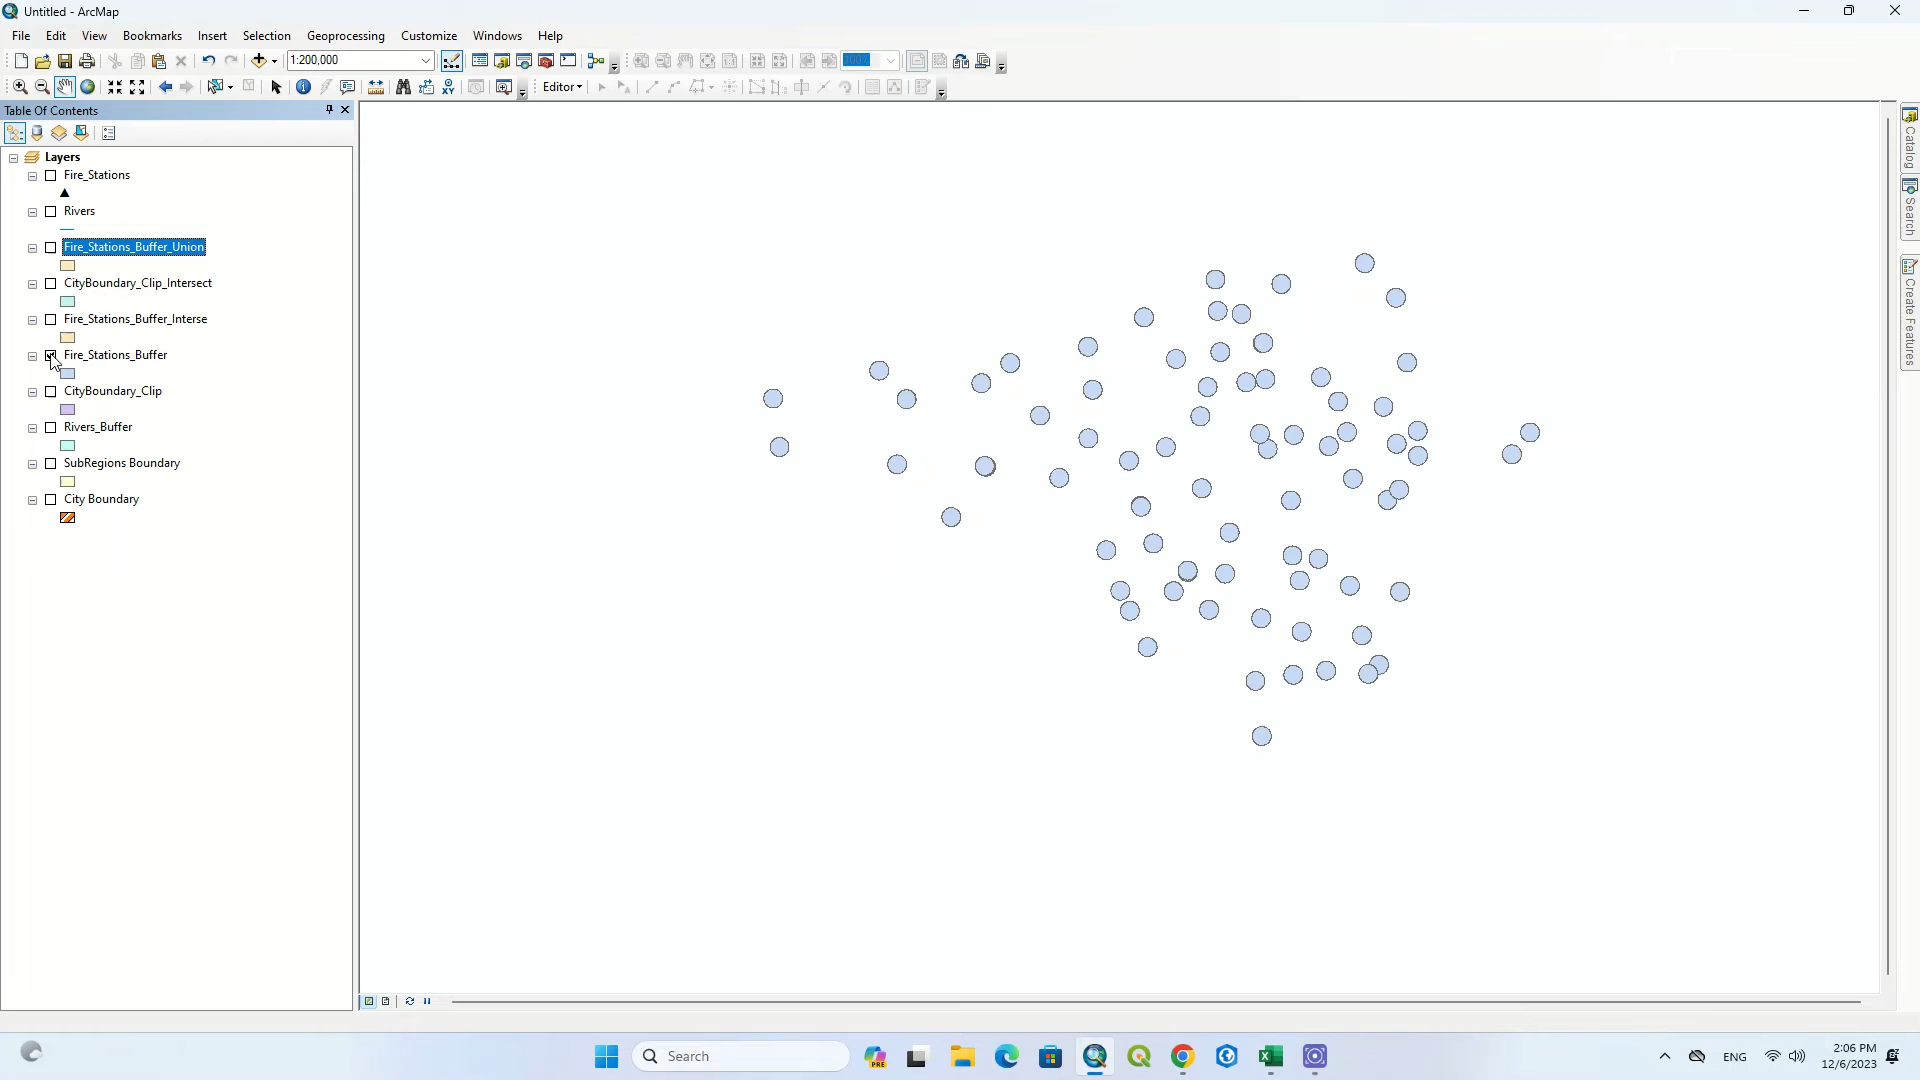 Untitled - ArcMap
File Edit View Bookmarks Insert Selection Geoprocessing Customize Windows Help
1:200,000
100%
Editor
Table Of Contents
Layers
Fire_Stations
Rivers
Fire_Stations_Buffer_Union
CityBoundary_Clip_Intersect
Fire_Stations_Buffer_Interse
Fire_Stations_Buffer
CityBoundary_Clip
Rivers_Buffer
SubRegions Boundary
City Boundary
Catalog
Search
Create Features
Search
PRE
ENG
2:06 PM
12/6/2023